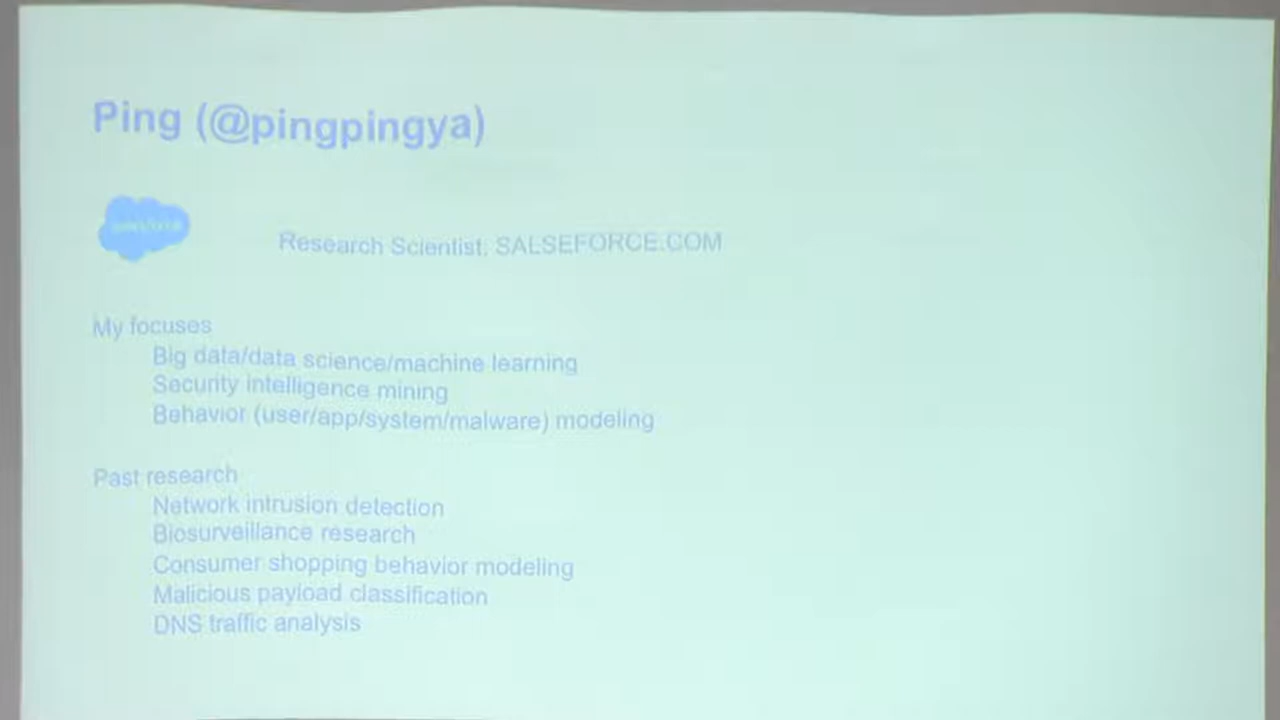 Ping (@pingpingya)
salesforce
Research Scientist, SALSEFORCE.COM
My focuses
Big data/data science/machine learning
Security intelligence mining
Behavior (user/app/system/malware) modeling
Past research
Network intrusion detection
Biosurveillance research
Consumer shopping behavior modeling
Malicious payload classification
DNS traffic analysis